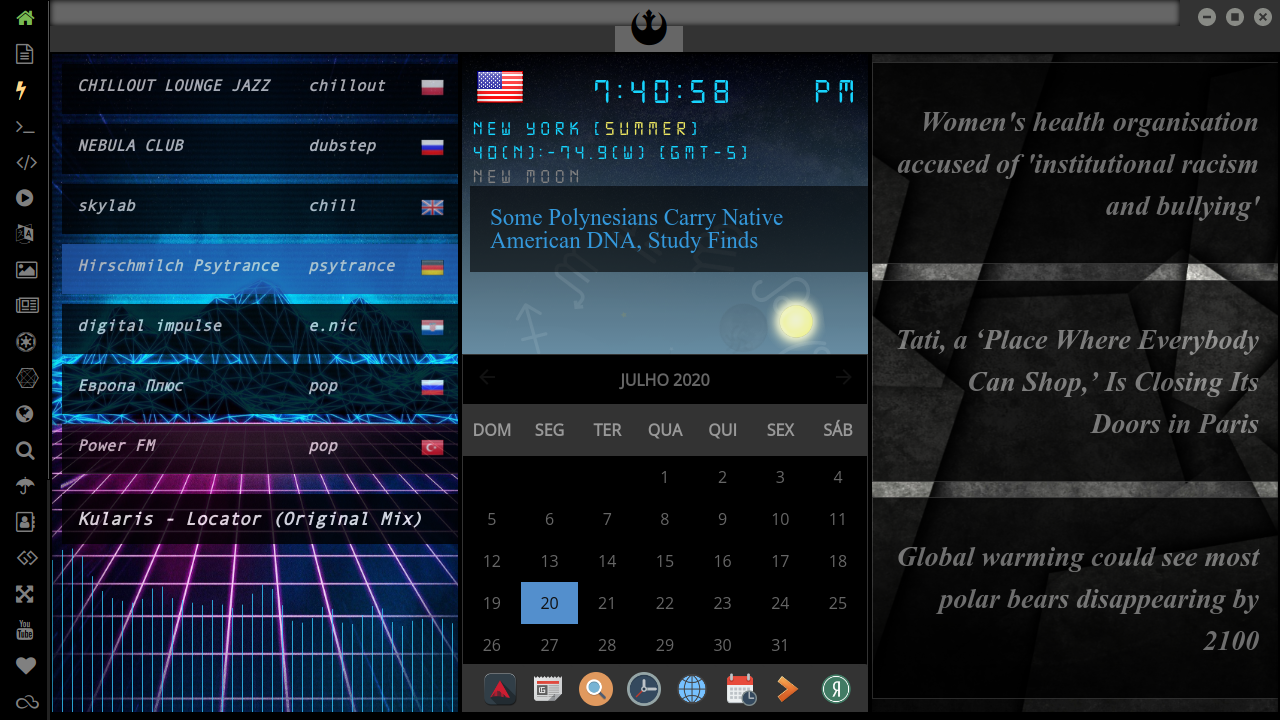 CHILLOUT LOUNGE JAZZ chillout
NEBULA CLUB dubstep
skylab chill
Hirschmilch Psytrance psytrance
digital impulse e.nic
Европа Плюс pop
Power FM pop
Kularis - Locator (Original Mix)
You
Tube
7:40:58 PM
NEW YORK (SUMMER)
40(N):-74.9(W) (GMT-5)
NEW MOON
Some Polynesians Carry Native
American DNA, Study Finds
JULHO 2020
DOM SEG TER QUA QUI SEX SÁB
1 2 3 4
5 6 7 8 9 10 11
12 13 14 15 16 17 18
19 20 21 22 23 24 25
26 27 28 29 30 31
Я
Women's health organisation
accused of 'institutional racism
and bullying'
Tati, a ‘Place Where Everybody
Can Shop,’ Is Closing Its
Doors in Paris
Global warming could see most
polar bears disappearing by
2100